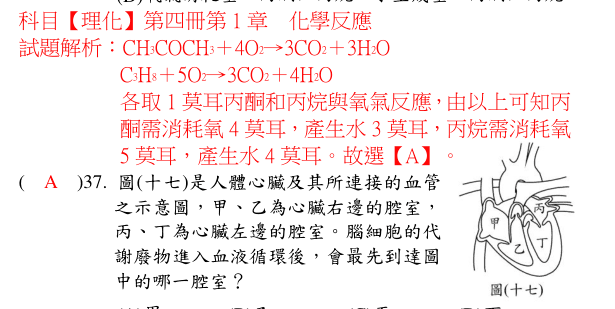 科目【理化】第四冊第1章　化學反應
試題解析：CH₃COCH₃＋4O₂→3CO₂＋3H₂O
C₃H₈＋5O₂→3CO₂＋4H₂O
各取1莫耳丙酮和丙烷與氧氣反應，由以上可知丙
酮需消耗氧4莫耳，產生水3莫耳，丙烷需消耗氧
5莫耳，產生水4莫耳。故選【A】。
(　A　)37. 圖(十七)是人體心臟及其所連接的血管
之示意圖，甲、乙為心臟右邊的腔室，
丙、丁為心臟左邊的腔室。腦細胞的代
謝廢物進入血液循環後，會最先到達圖
中的哪一腔室？
甲
乙
丙
丁
圖(十七)